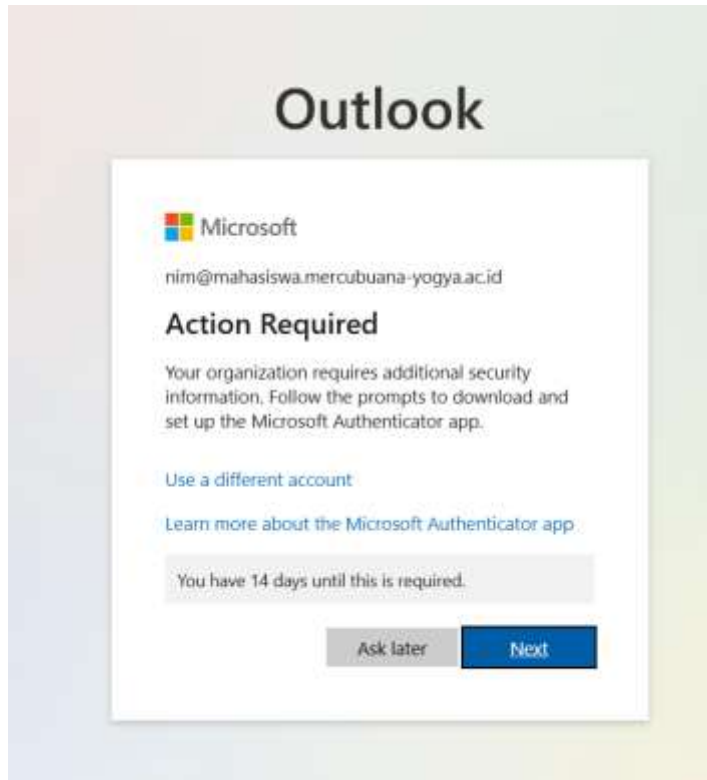 Outlook
Microsoft
nim@mahasiswa.mercubuana-yogya.ac.id
Action Required
Your organization requires additional security
information. Follow the prompts to download and
set up the Microsoft Authenticator app.
Use a different account
Learn more about the Microsoft Authenticator app
You have 14 days until this is required.
Ask later
Next